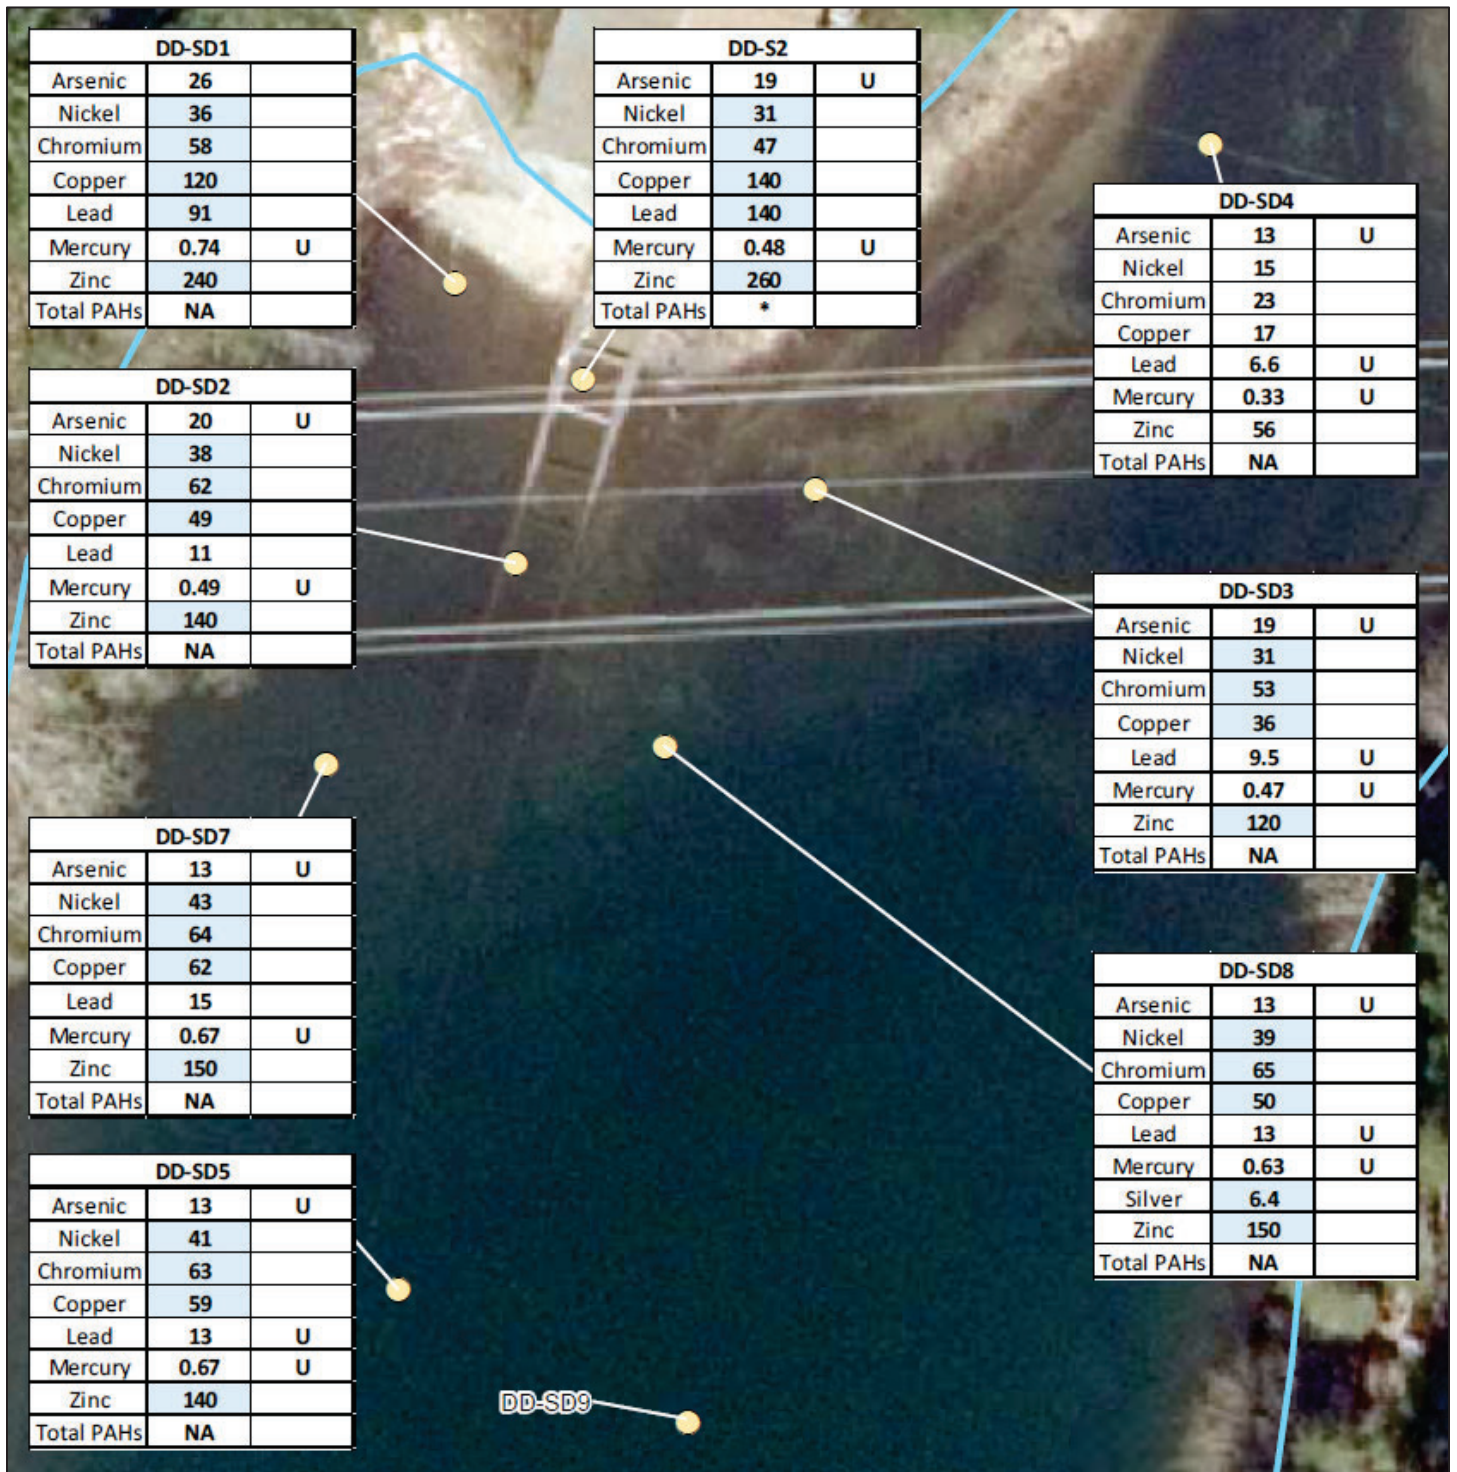 DD-SD1
Arsenic 26
Nickel 36
Chromium 58
Copper 120
Lead 91
Mercury 0.74 U
Zinc 240
Total PAHs NA
DD-S2
Arsenic 19 U
Nickel 31
Chromium 47
Copper 140
Lead 140
Mercury 0.48 U
Zinc 260
Total PAHs *
DD-SD4
Arsenic 13 U
Nickel 15
Chromium 23
Copper 17
Lead 6.6 U
Mercury 0.33 U
Zinc 56
Total PAHs NA
DD-SD2
Arsenic 20 U
Nickel 38
Chromium 62
Copper 49
Lead 11
Mercury 0.49 U
Zinc 140
Total PAHs NA
DD-SD3
Arsenic 19 U
Nickel 31
Chromium 53
Copper 36
Lead 9.5 U
Mercury 0.47 U
Zinc 120
Total PAHs NA
DD-SD7
Arsenic 13 U
Nickel 43
Chromium 64
Copper 62
Lead 15
Mercury 0.67 U
Zinc 150
Total PAHs NA
DD-SD8
Arsenic 13 U
Nickel 39
Chromium 65
Copper 50
Lead 13 U
Mercury 0.63 U
Silver 6.4
Zinc 150
Total PAHs NA
DD-SD5
Arsenic 13 U
Nickel 41
Chromium 63
Copper 59
Lead 13 U
Mercury 0.67 U
Zinc 140
Total PAHs NA
DD-SD9